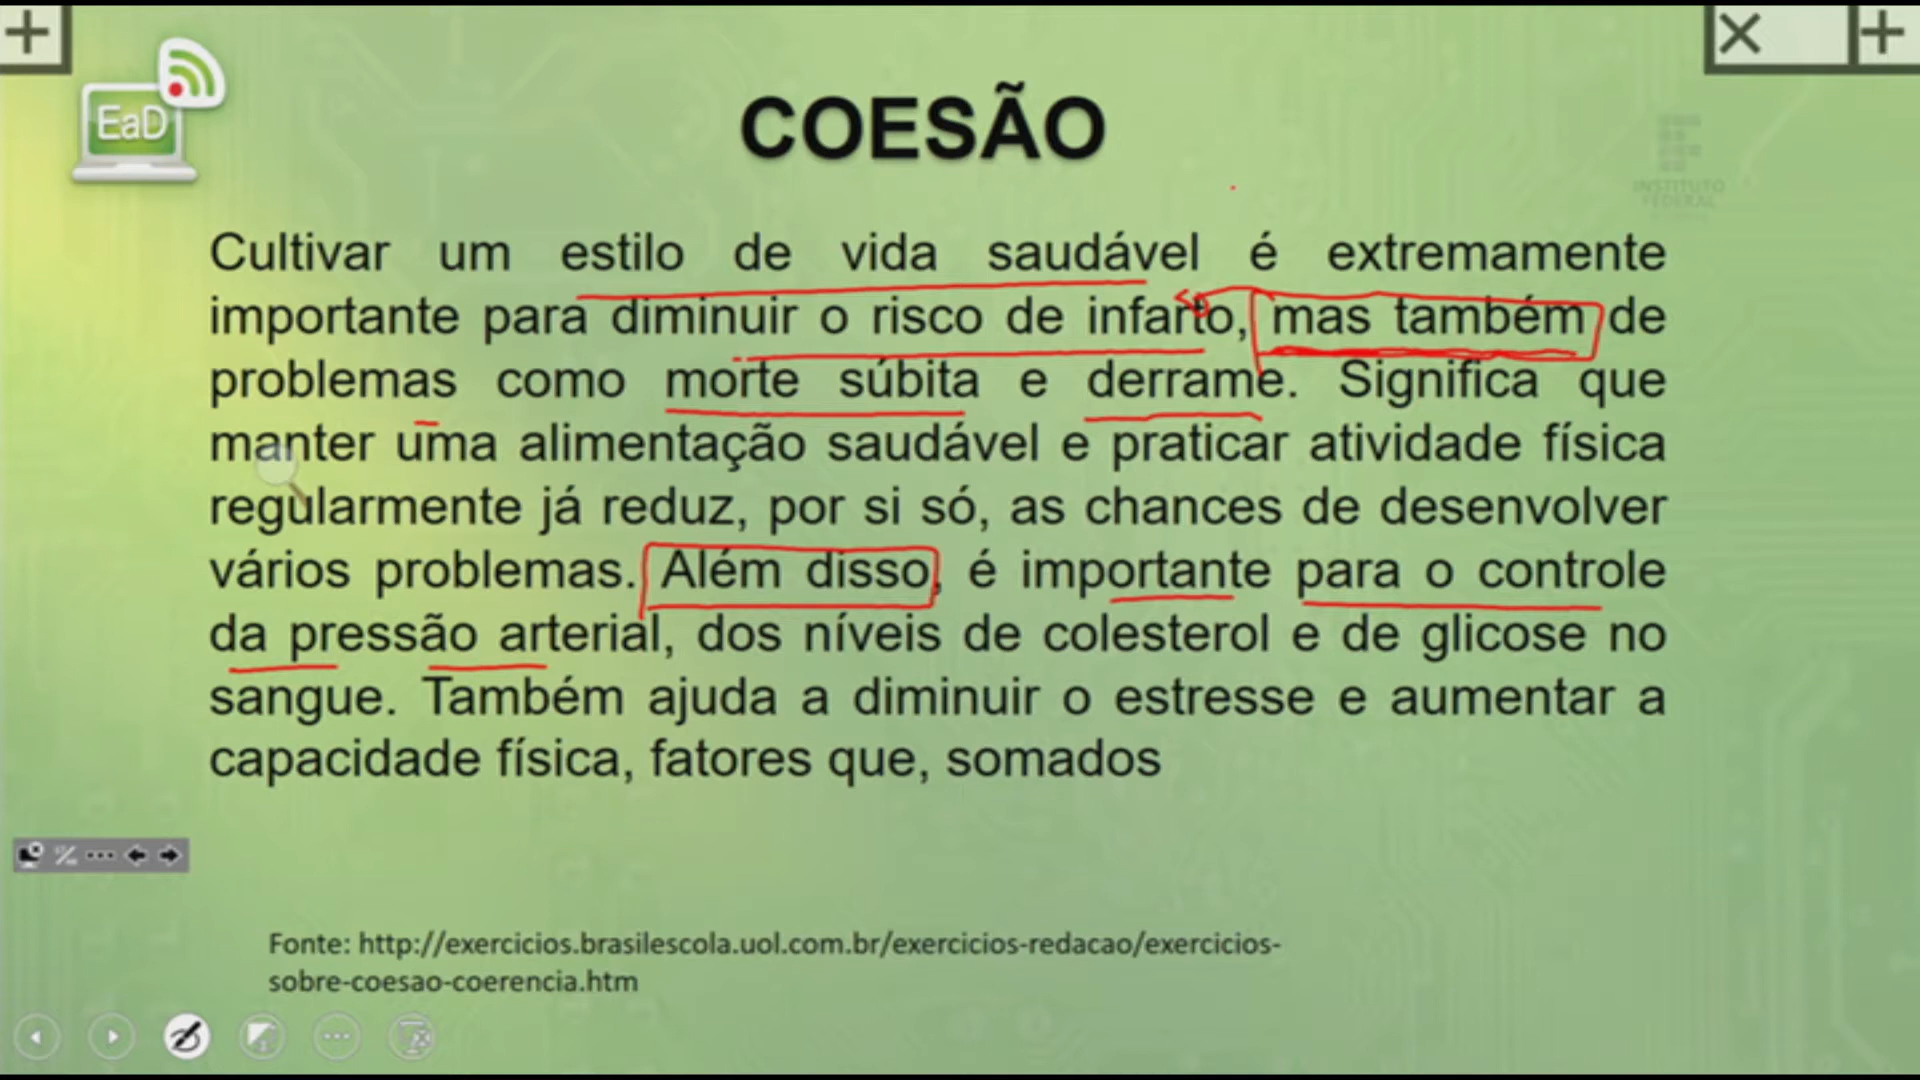 EaD
COESÃO
INSTITUTO
FEDERAL
Cultivar um estilo de vida saudável é extremamente
importante para diminuir o risco de infarto, mas também de
problemas como morte súbita e derrame. Significa que
manter uma alimentação saudável e praticar atividade física
regularmente já reduz, por si só, as chances de desenvolver
vários problemas. Além disso, é importante para o controle
da pressão arterial, dos níveis de colesterol e de glicose no
sangue. Também ajuda a diminuir o estresse e aumentar a
capacidade física, fatores que, somados
Fonte: http://exercicios.brasilescola.uol.com.br/exercicios-redacao/exercicios-
sobre-coesao-coerencia.htm